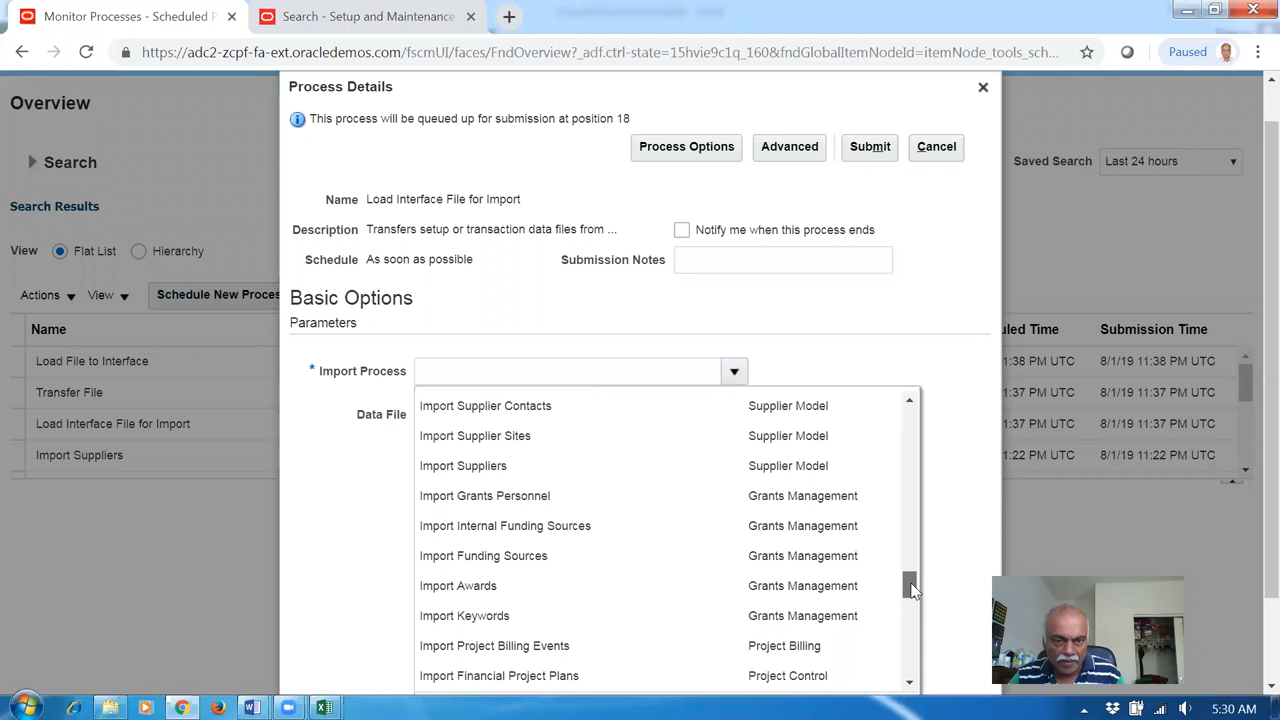 Monitor Processes - Scheduled P
Search - Setup and Maintenance
https://adc2-zcpf-fa-ext.oracledemos.com/fscmUI/faces/FndOverview?_adf.ctrl-state=15hvie9c1q_160&fndGlobalItemNodeId=itemNode_tools_sch...
Paused
Process Details
Overview
This process will be queued up for submission at position 18
Process Options
Advanced
Submit
Cancel
Search
Saved Search
Last 24 hours
Name Load Interface File for Import
Search Results
Description Transfers setup or transaction data files from ...
Notify me when this process ends
View Flat List Hierarchy
Schedule As soon as possible
Submission Notes
Actions View Schedule New Proces
Basic Options
Parameters
Name
uled Time
Submission Time
Load File to Interface
1:38 PM UTC
8/1/19 11:38 PM UTC
* Import Process
Transfer File
1:37 PM UTC
8/1/19 11:37 PM UTC
Data File
Import Supplier Contacts Supplier Model
Load Interface File for Import
1:37 PM UTC
8/1/19 11:37 PM UTC
Import Supplier Sites Supplier Model
Import Suppliers
1:22 PM UTC
8/1/19 11:22 PM UTC
Import Suppliers Supplier Model
Import Grants Personnel Grants Management
Import Internal Funding Sources Grants Management
Import Funding Sources Grants Management
Import Awards Grants Management
Import Keywords Grants Management
Import Project Billing Events Project Billing
Import Financial Project Plans Project Control
5:30 AM